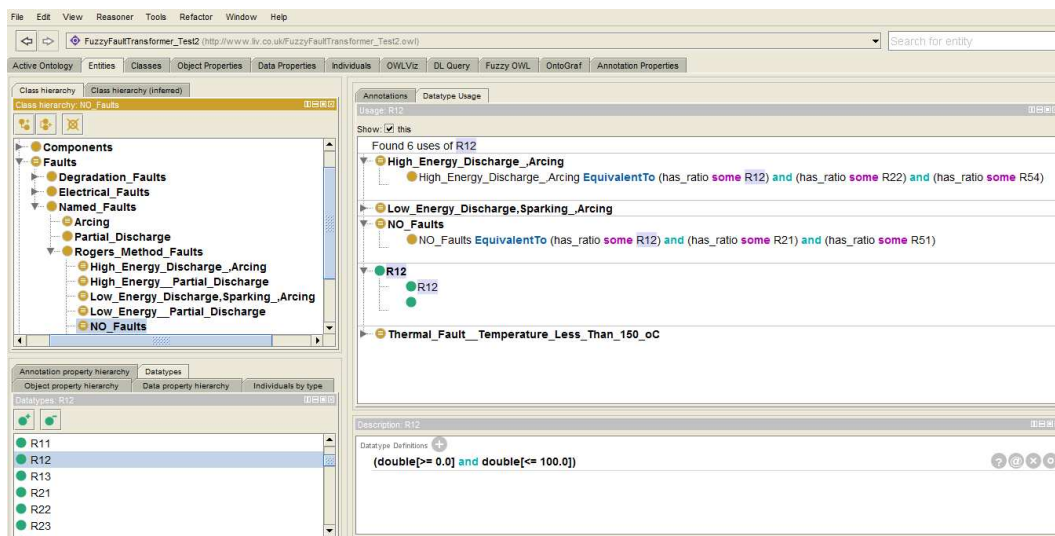 File Edit View Reasoner Tools Refactor Window Help
FuzzyFaultTransformer_Test2 (http://www.liv.co.uk/FuzzyFaultTransformer_Test2.owl)
Search for entity
Active Ontology Entities Classes Object Properties Data Properties Individuals OWLViz DL Query Fuzzy OWL OntoGraf Annotation Properties
Class hierarchy Class hierarchy (inferred)
Class hierarchy: NO_Faults
Components
Faults
Degradation_Faults
Electrical_Faults
Named_Faults
Arcing
Partial_Discharge
Rogers_Method_Faults
High_Energy_Discharge_,Arcing
High_Energy__Partial_Discharge
Low_Energy_Discharge,Sparking_,Arcing
Low_Energy__Partial_Discharge
NO_Faults
Annotation property hierarchy Datatypes
Object property hierarchy Data property hierarchy Individuals by type
Datatypes: R12
R11
R12
R13
R21
R22
R23
Annotations Datatype Usage
Usage: R12
Show: this
Found 6 uses of R12
High_Energy_Discharge_,Arcing
High_Energy_Discharge_,Arcing EquivalentTo (has_ratio some R12) and (has_ratio some R22) and (has_ratio some R54)
Low_Energy_Discharge,Sparking_,Arcing
NO_Faults
NO_Faults EquivalentTo (has_ratio some R12) and (has_ratio some R21) and (has_ratio some R51)
R12
R12
Thermal_Fault__Temperature_Less_Than_150_oC
Description: R12
Datatype Definitions
(double[>= 0.0] and double[<= 100.0])